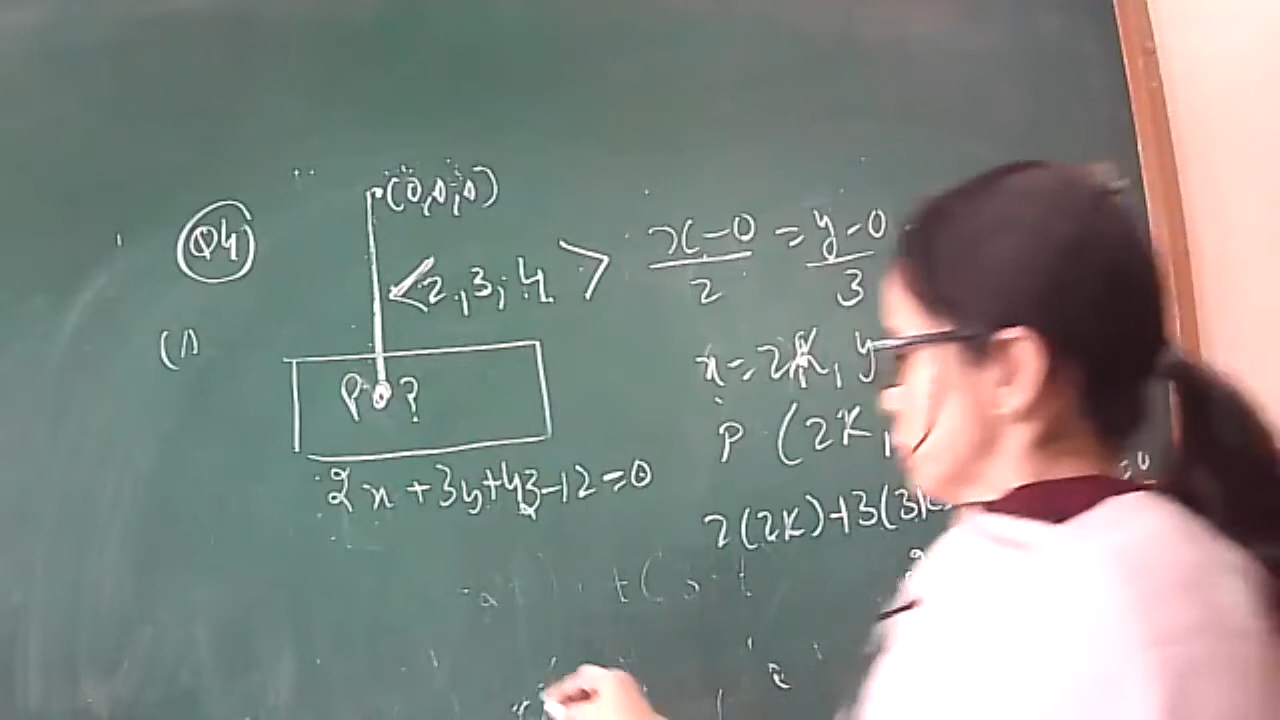 Q4
(0,0,0)
<2,3,4>
x-0/2 = y-0/3
(1)
x=2K, y
P ?
P (2K,
2x+3y+4z-12=0
2(2K)+3(3K
=0